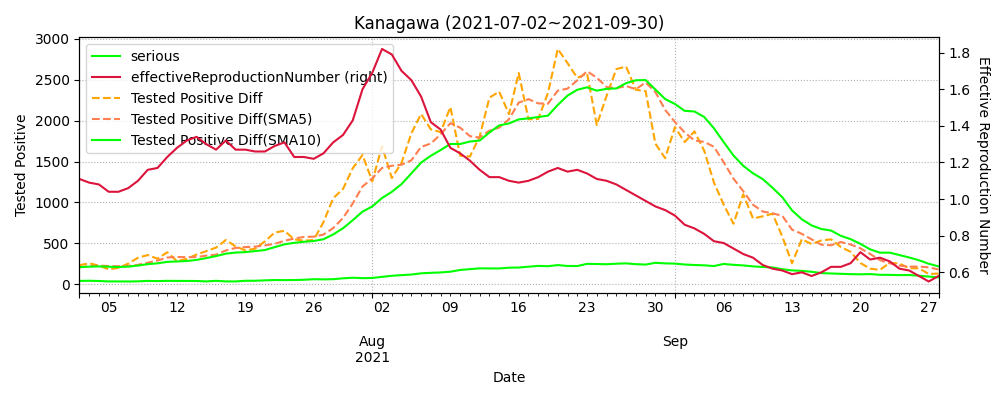 Kanagawa (2021-07-02~2021-09-30)
serious
effectiveReproductionNumber (right)
Tested Positive Diff
Tested Positive Diff(SMA5)
Tested Positive Diff(SMA10)
Tested Positive
3000
2500
2000
1500
1000
500
0
1.8
1.6
1.4
1.2
1.0
0.8
0.6
Effective Reproduction Number
05 12 19 26 02 09 16 23 30 06 13 20 27
Aug Sep
2021
Date